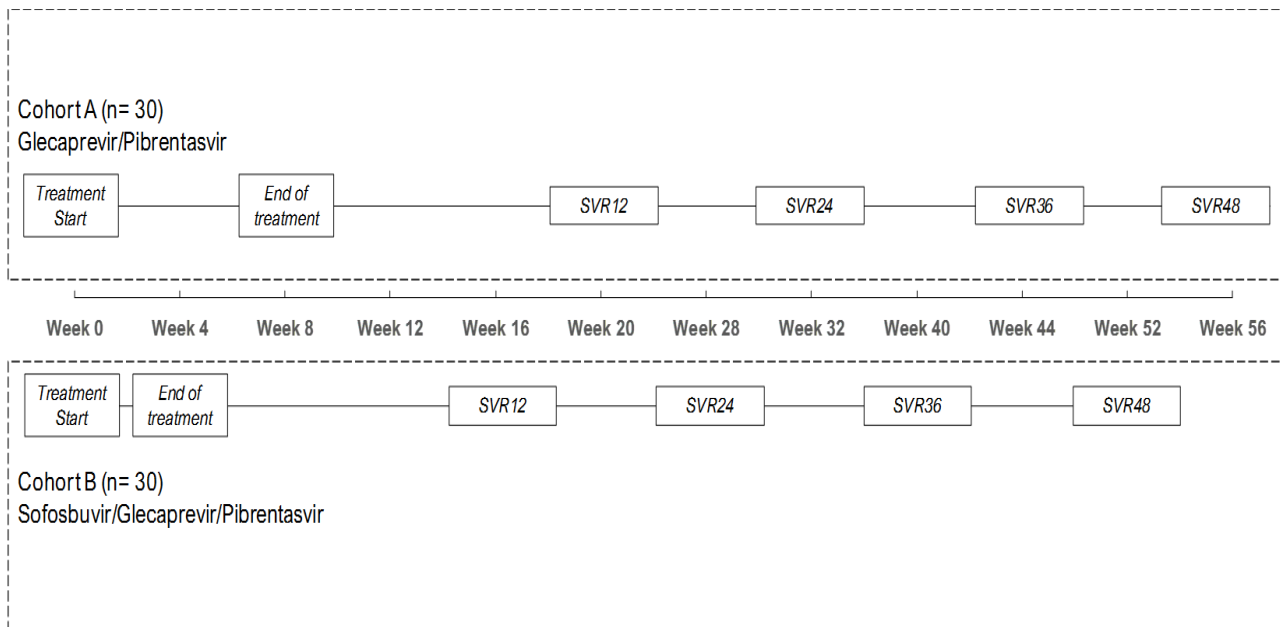 Cohort A (n= 30)
Glecaprevir/Pibrentasvir
Treatment
Start
End of
treatment
SVR12
SVR24
SVR36
SVR48
Week 0 Week 4 Week 8 Week 12 Week 16 Week 20 Week 28 Week 32 Week 40 Week 44 Week 52 Week 56
Treatment
Start
End of
treatment
SVR12
SVR24
SVR36
SVR48
Cohort B (n= 30)
Sofosbuvir/Glecaprevir/Pibrentasvir